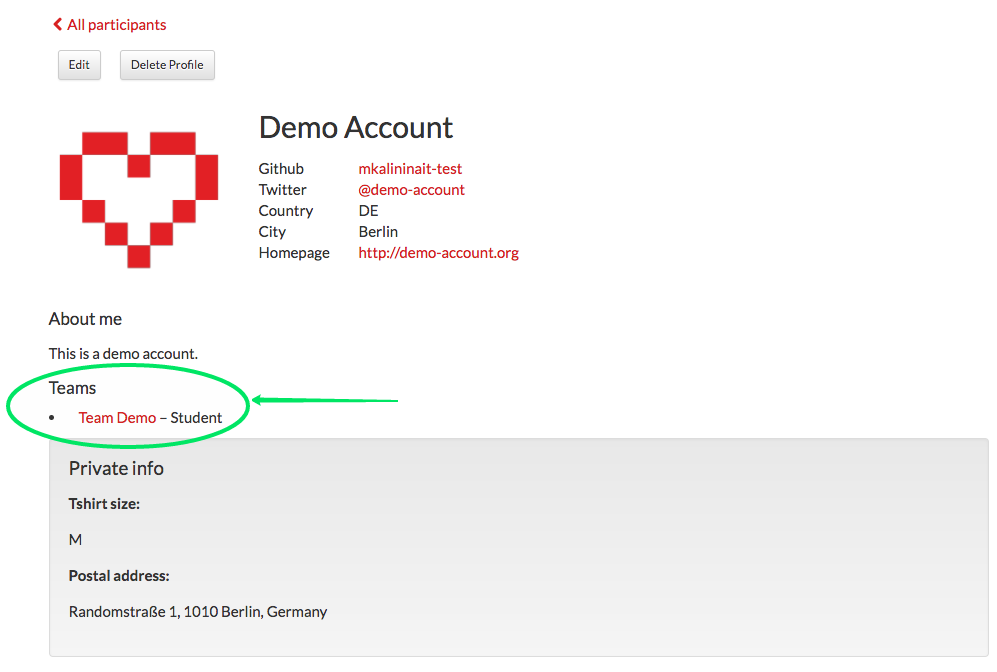 All participants
Edit Delete Profile
Demo Account
Github mkalininait-test
Twitter @demo-account
Country DE
City Berlin
Homepage http://demo-account.org
About me
This is a demo account.
Teams
• Team Demo – Student
Private info
Tshirt size:
M
Postal address:
Randomstraße 1, 1010 Berlin, Germany